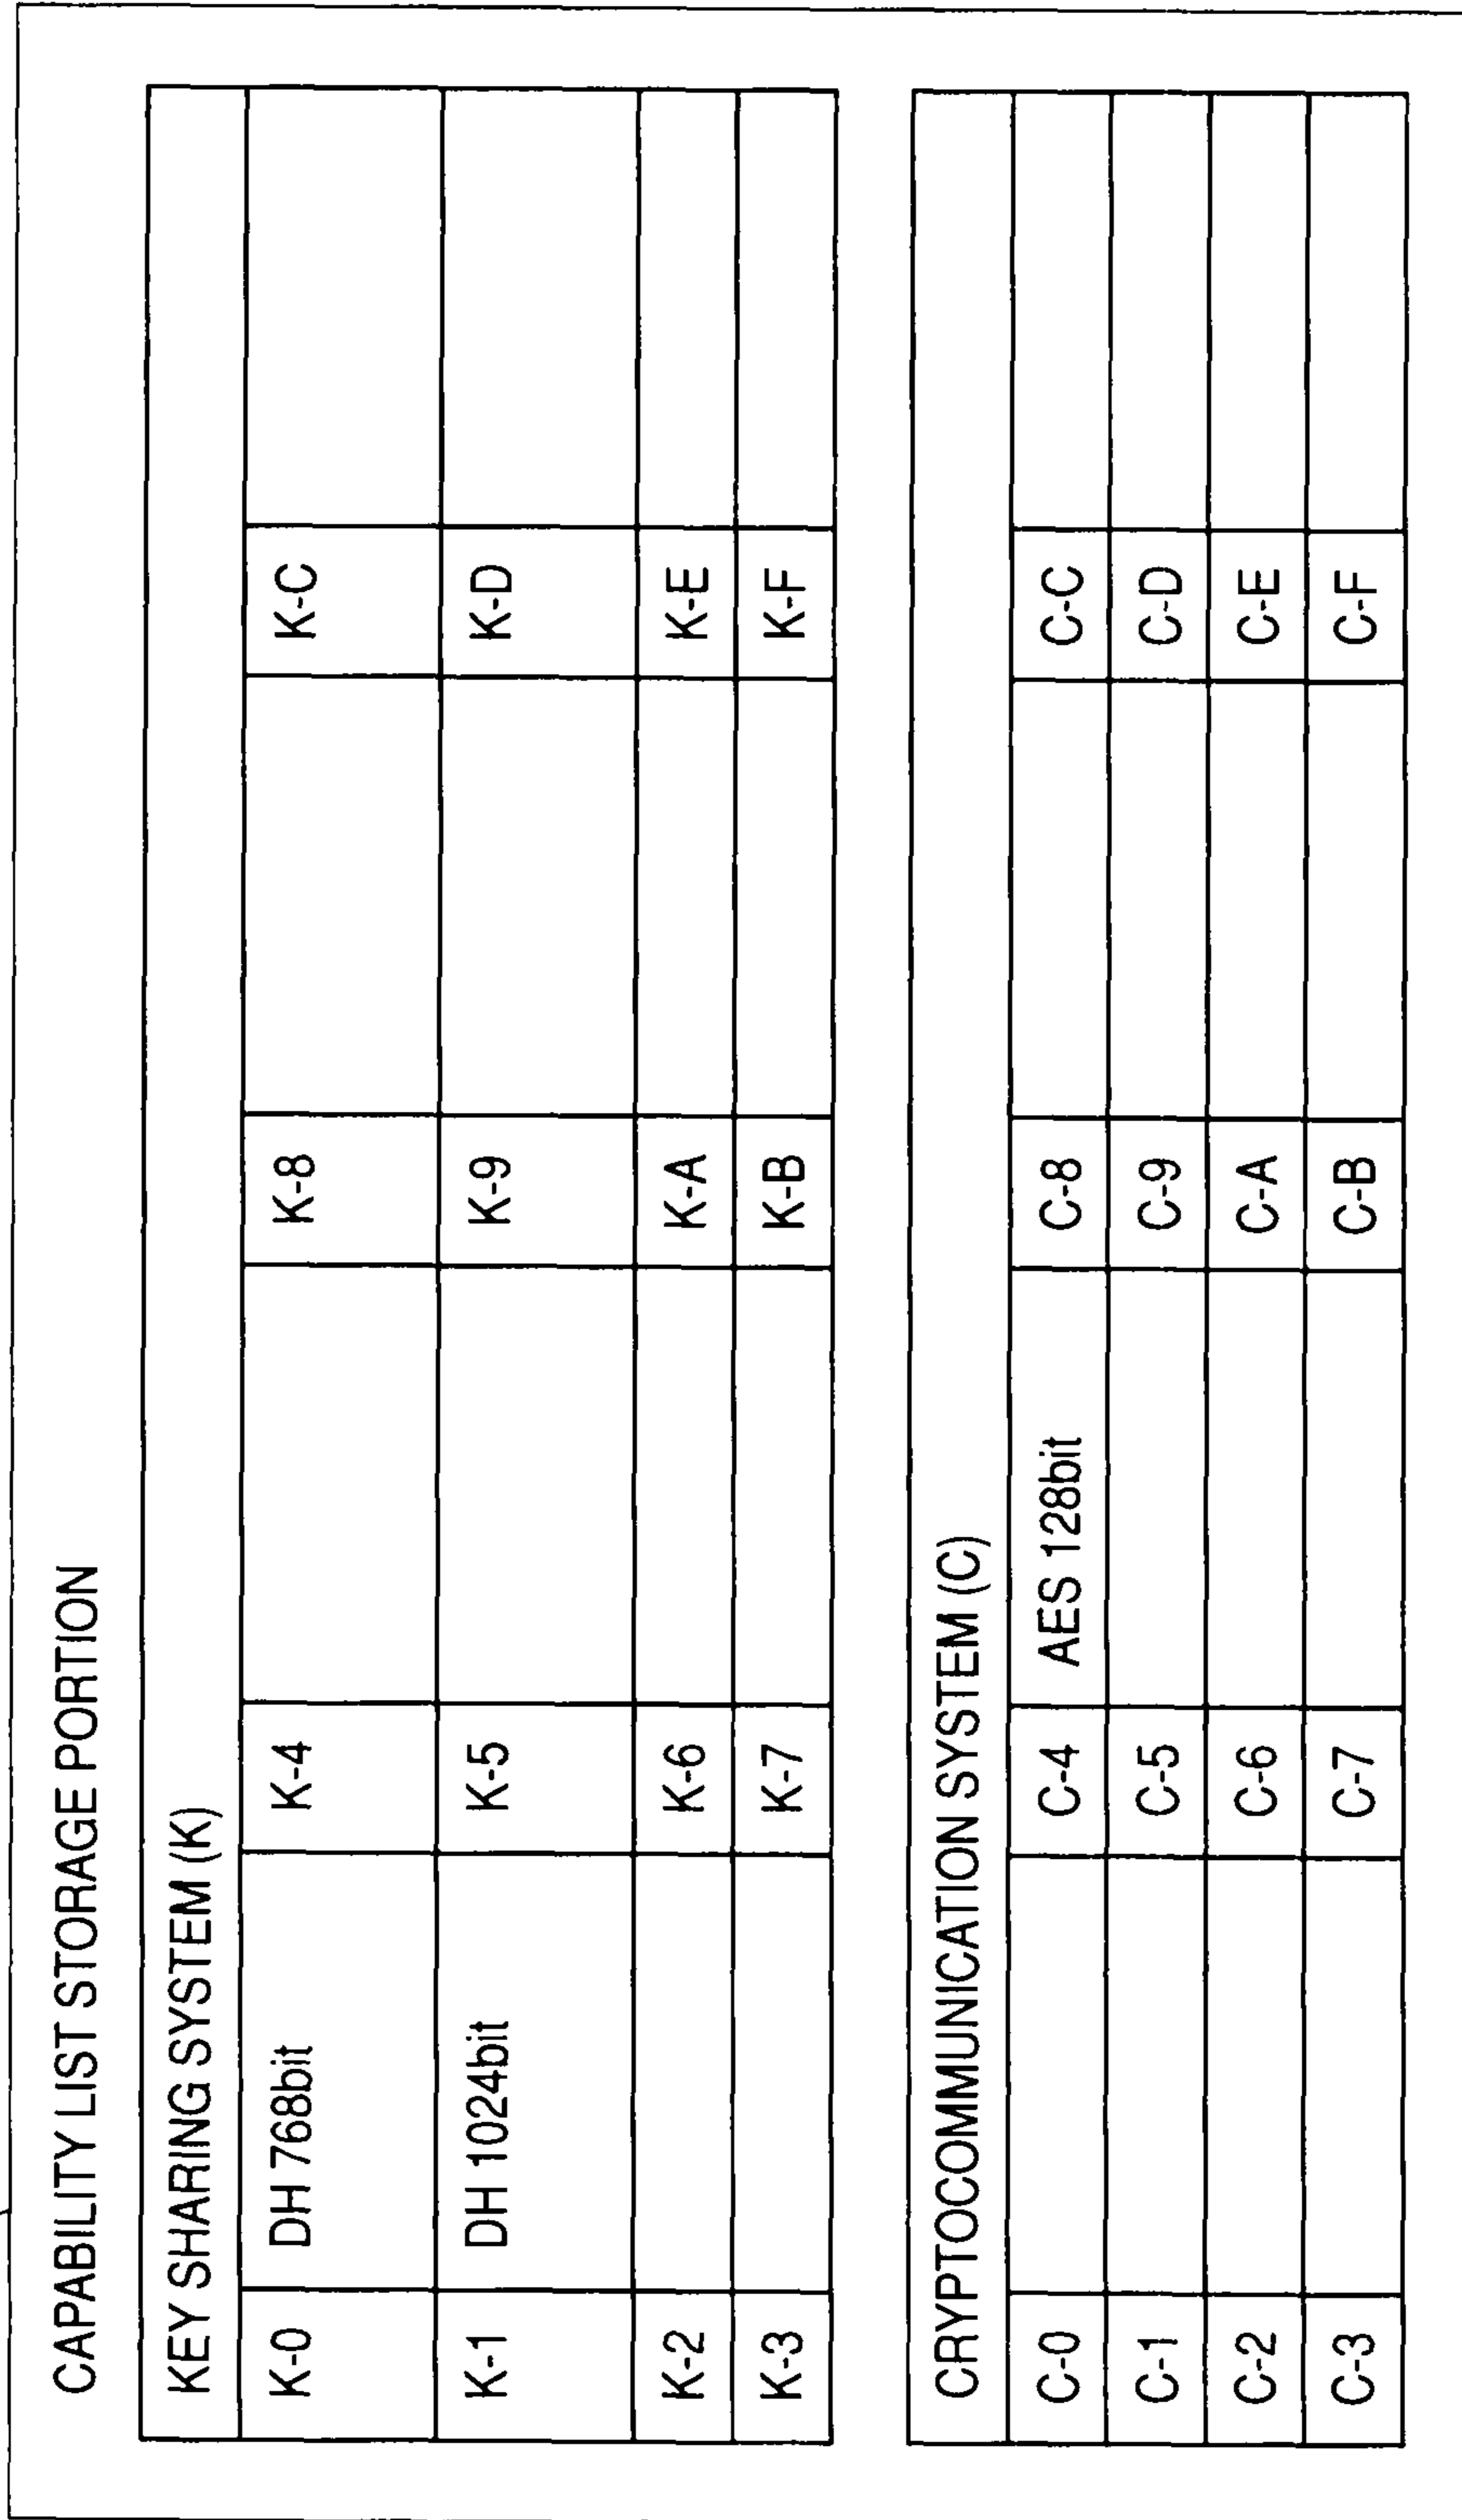 CAPABILITY LIST STORAGE PORTION
KEY SHARING SYSTEM (K)
K-0 DH 768bit K-4 K-8 K-C
K-1 DH 1024bit K-5 K-9 K-D
K-2 K-6 K-A K-E
K-3 K-7 K-B K-F
CRYPTOCOMMUNICATION SYSTEM (C)
C-0 C-4 AES 128bit C-8 C-C
C-1 C-5 C-9 C-D
C-2 C-6 C-A C-E
C-3 C-7 C-B C-F